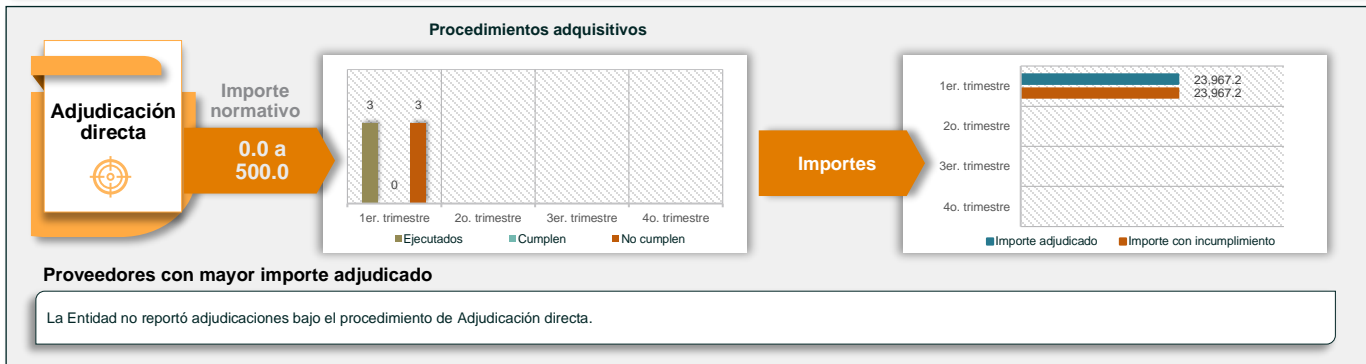 Procedimientos adquisitivos
Adjudicación
directa
Importe
normativo
0.0 a
500.0
3
0
3
1er. trimestre
2o. trimestre
3er. trimestre
4o. trimestre
Ejecutados
Cumplen
No cumplen
Importes
1er. trimestre
23,967.2
23,967.2
2o. trimestre
3er. trimestre
4o. trimestre
Importe adjudicado
Importe con incumplimiento
Proveedores con mayor importe adjudicado
La Entidad no reportó adjudicaciones bajo el procedimiento de Adjudicación directa.